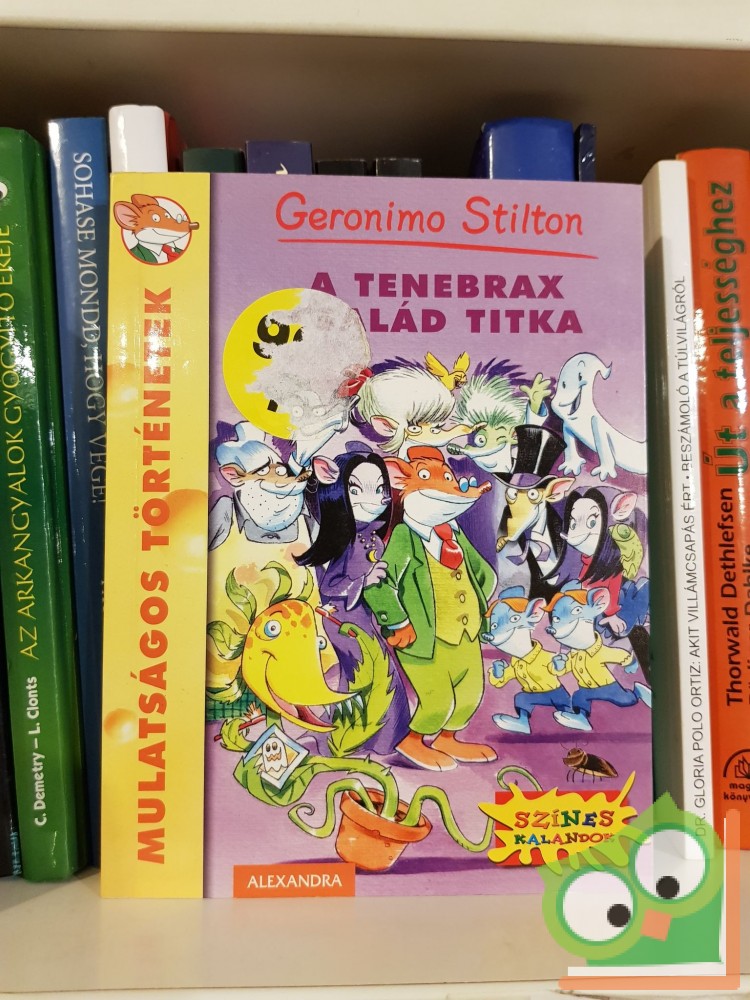 Geronimo Stilton
A TENEBRAX
ALÁD TITKA
MULATSÁGOS TÖRTÉNETEK
SZÍNES
KALANDOK
ALEXANDRA
C. Demetry – L. Clonts AZ ARKANGYALOK GYÓGYÍTÓ EREJE
SOHASE MONDD, HOGY VÉGE!
DR. GLORIA POLO ORTIZ: AKIT VILLÁMCSAPÁS ÉRT • BESZÁMOLÓ A TÚLVILÁGRÓL
Thorwald Dethlefsen
Út a teljességhez